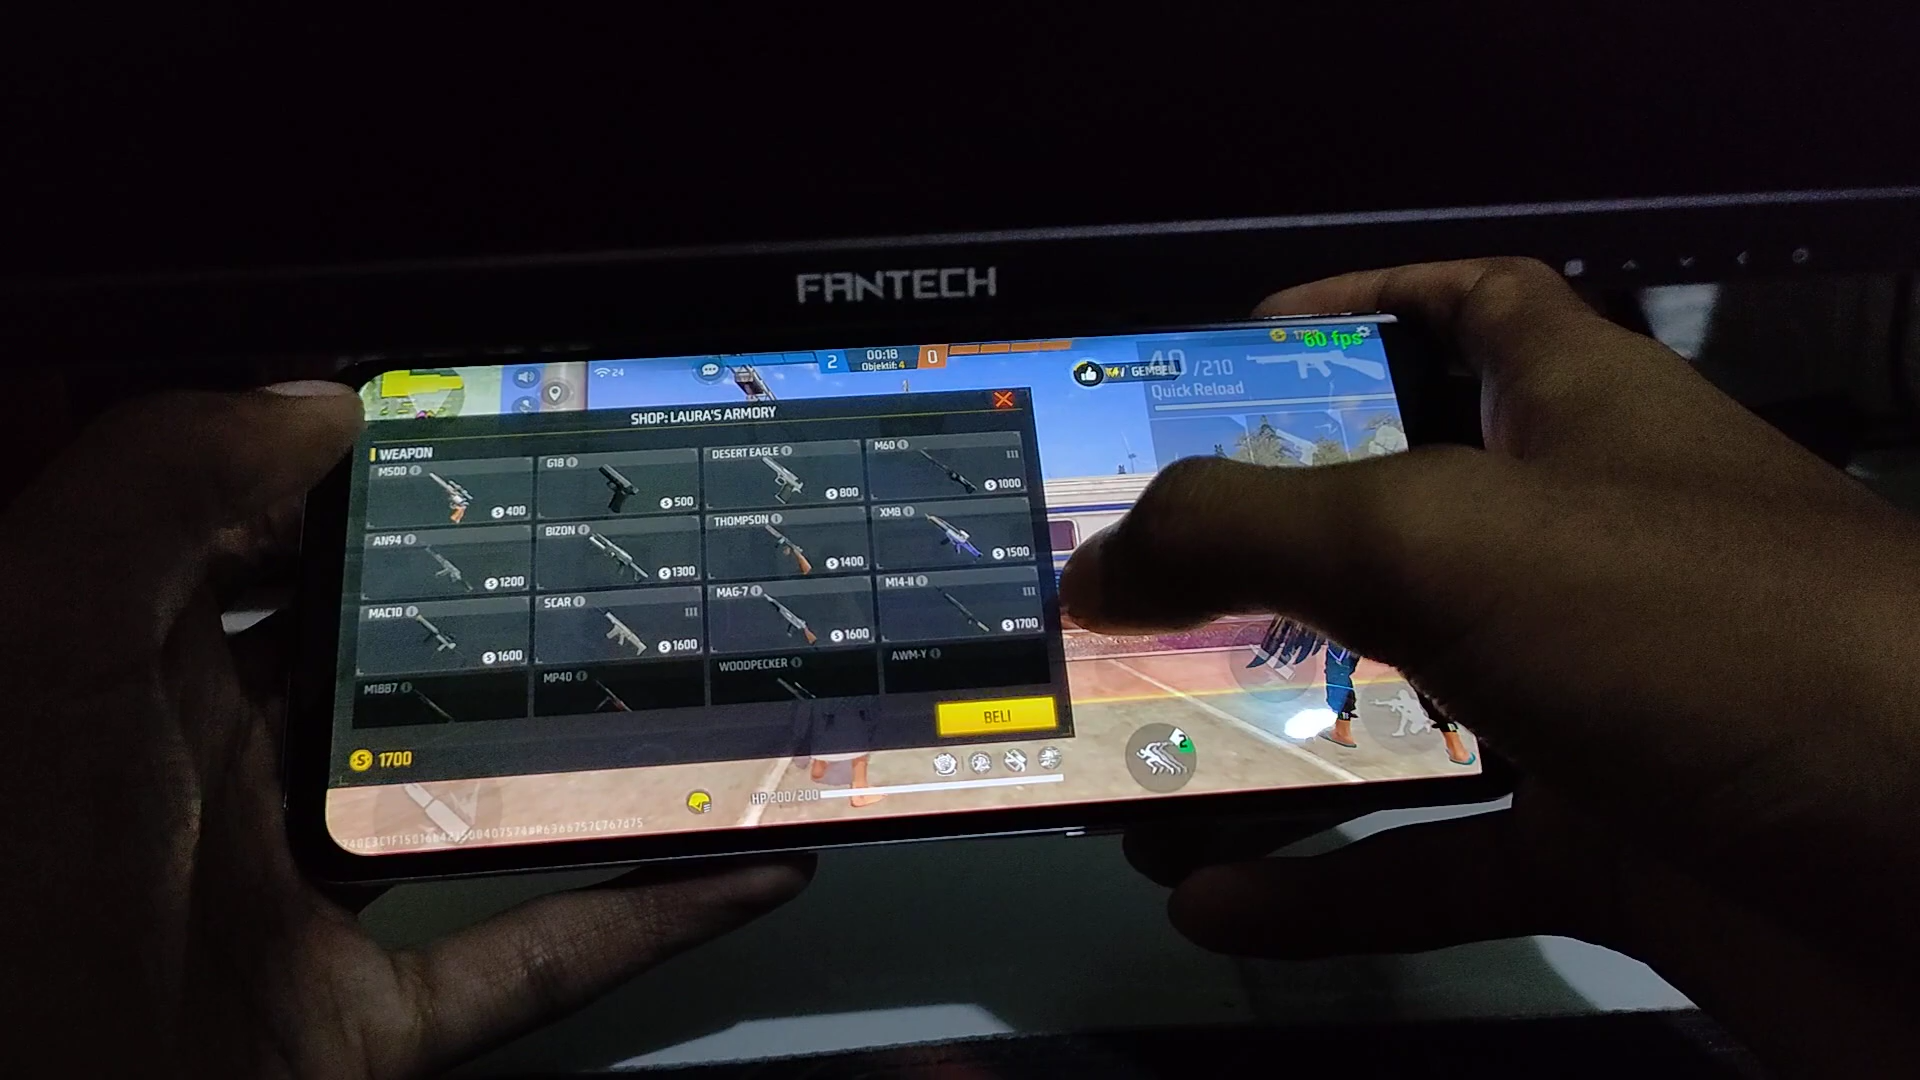 FANTECH
60 fps
24
2
00:18
Objektif: 4
0
GEMBEL
40/210
Quick Reload
SHOP: LAURA'S ARMORY
WEAPON
M500
400
G18
500
DESERT EAGLE
800
M60
1000
AN94
1200
BIZON
1300
THOMPSON
1400
XM8
1500
MAC10
1600
SCAR
1600
MAG-7
1600
M14-II
1700
M1887
MP40
WOODPECKER
AWM-Y
BELI
1700
2
HP 200/200